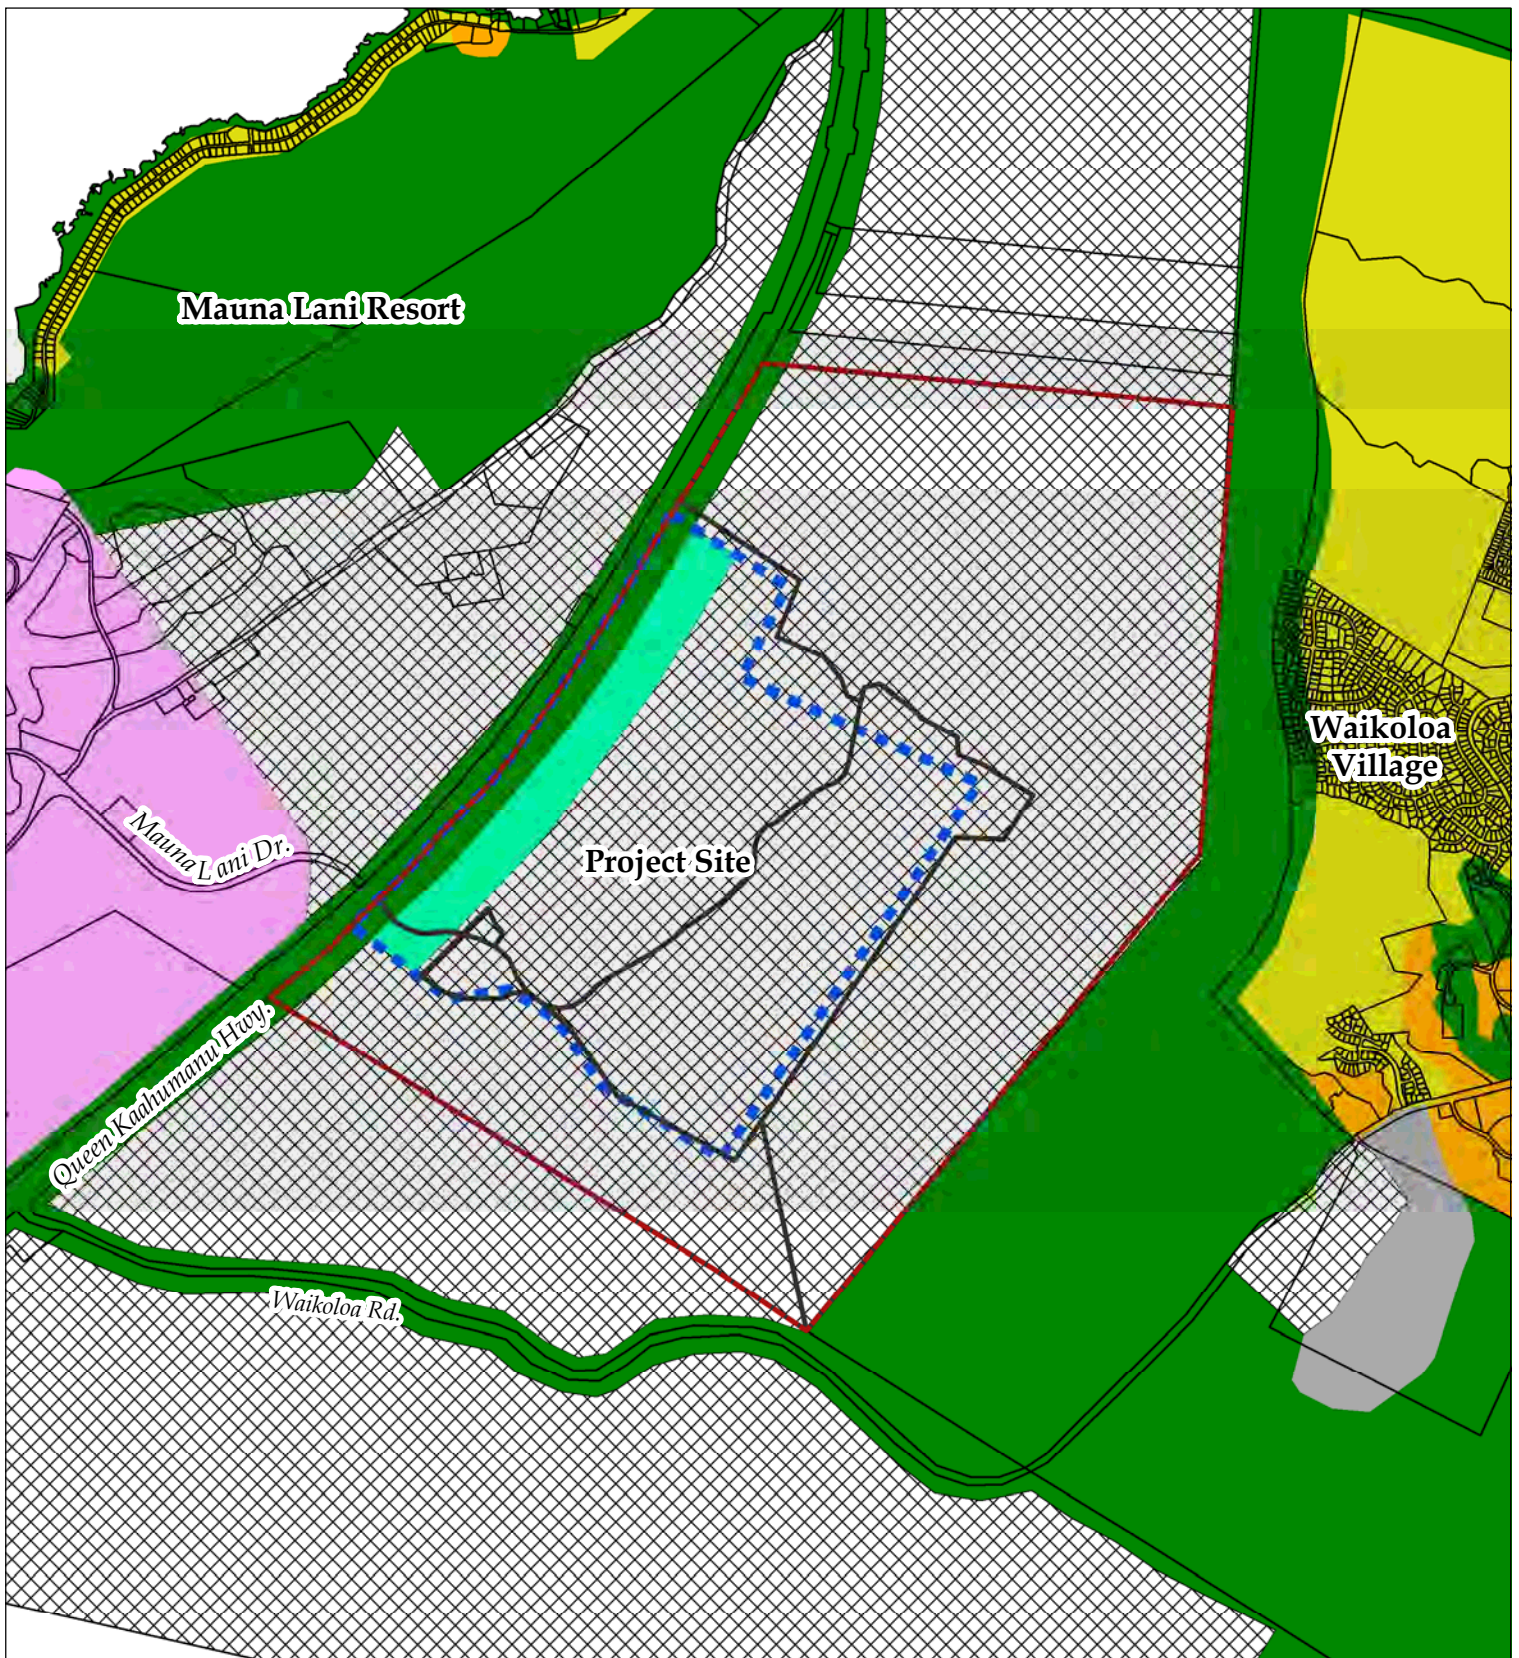 Mauna Lani Resort
Waikoloa
Village
Mauna Lani Dr.
Project Site
Queen Kaahumanu Hwy.
Waikoloa Rd.